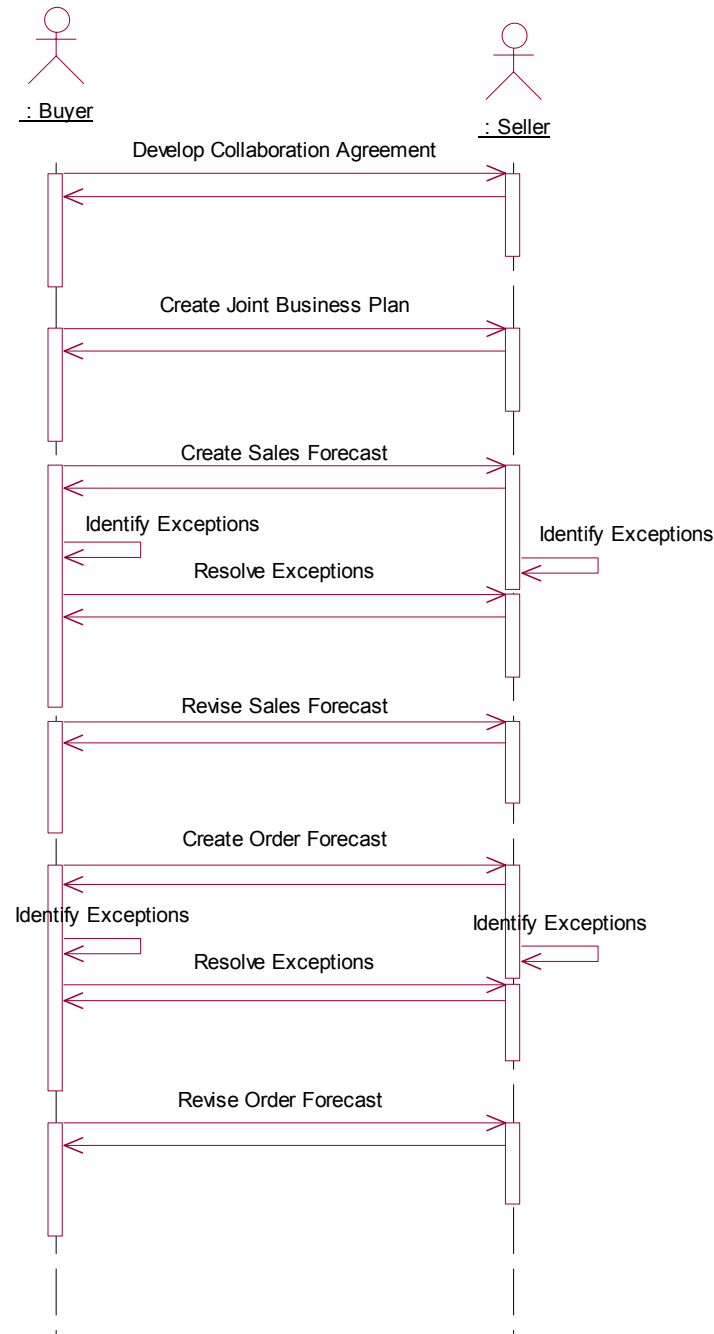 : Buyer
: Seller
Develop Collaboration Agreement
Create Joint Business Plan
Create Sales Forecast
Identify Exceptions
Identify Exceptions
Resolve Exceptions
Revise Sales Forecast
Create Order Forecast
Identify Exceptions
Identify Exceptions
Resolve Exceptions
Revise Order Forecast